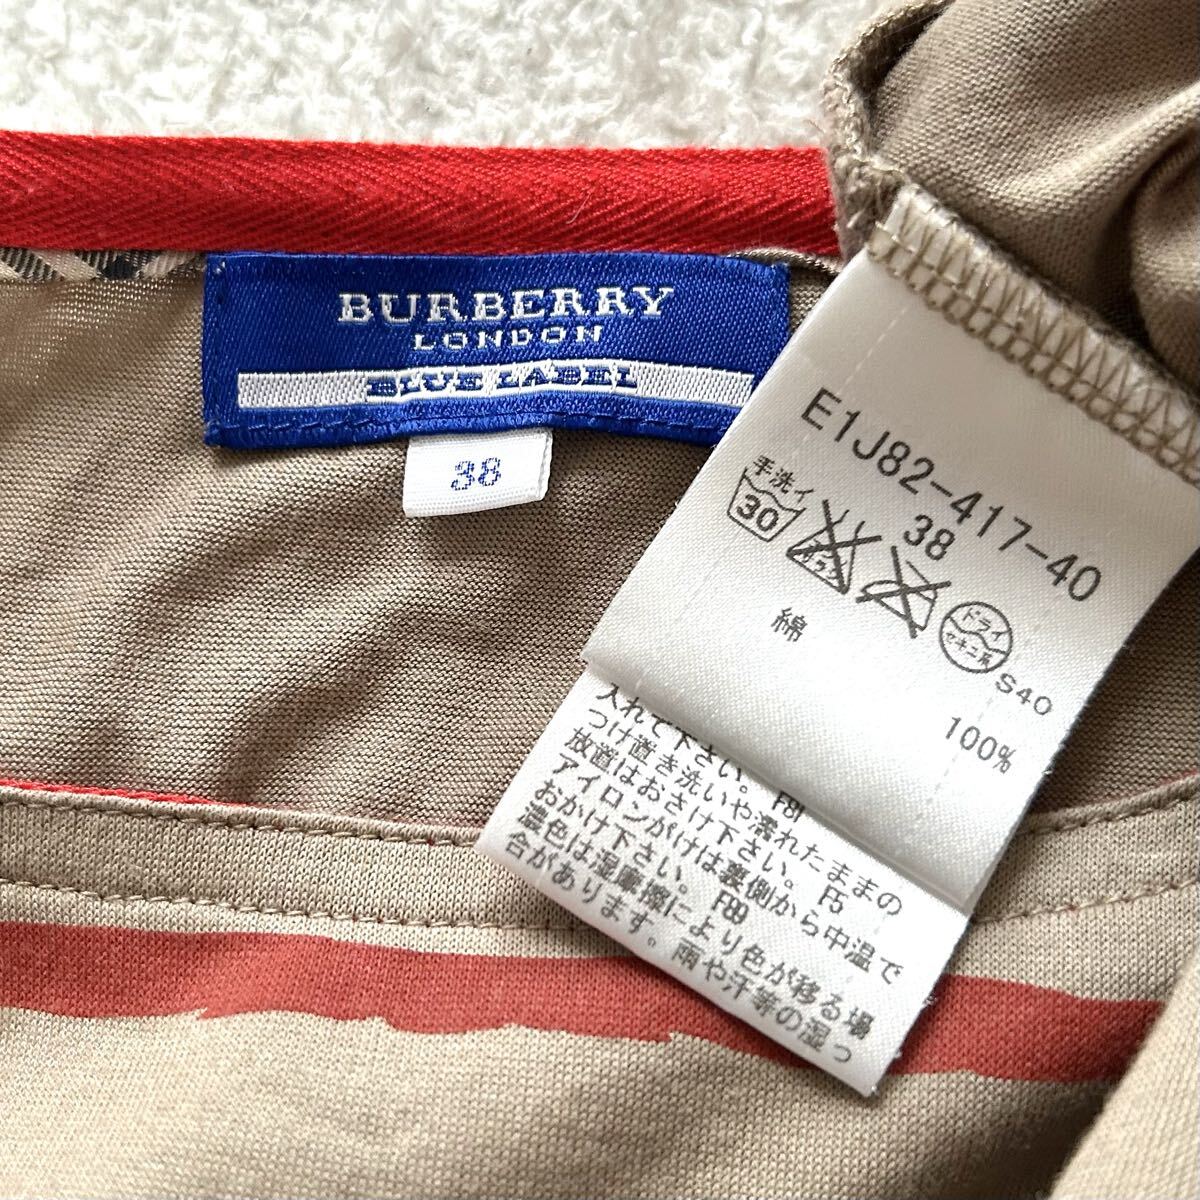 BURBERRY
LONDON
BLUE LABEL
38
E1J82-417-40
38
手洗イ
30
ドライ
セキユ系
S40
綿
100%
入れて下さい。 F91
つけ置き洗いや濡れたままの
放置はおさけ下さい。 F5
アイロンがけは裏側から中温で
おかけ下さい。 F89
濃色は湿摩擦により色が移る場
合があります。雨や汗等の湿っ